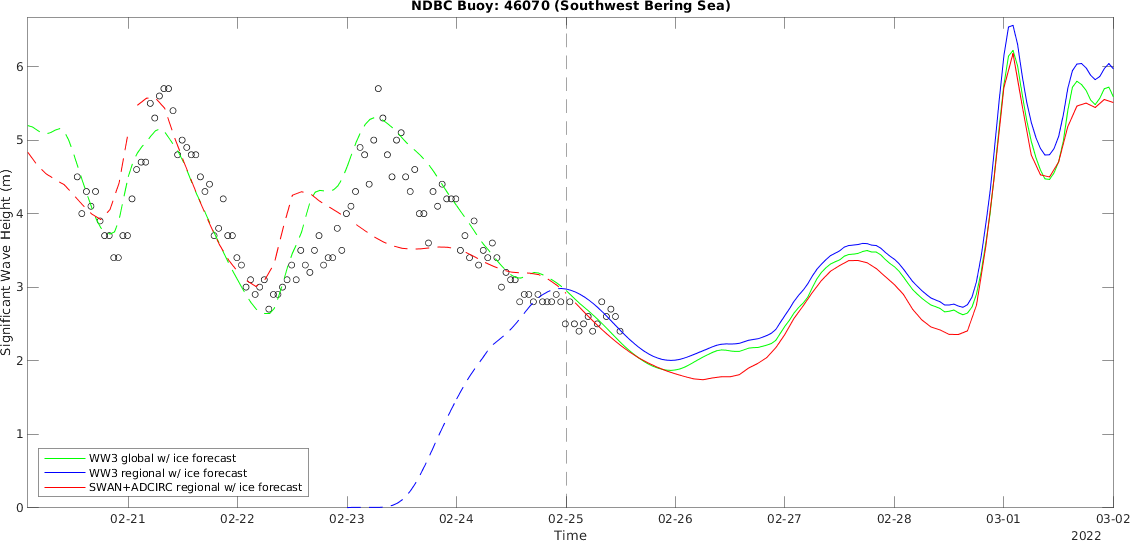 NDBC Buoy: 46070 (Southwest Bering Sea)
Significant Wave Height (m)
6
5
4
3
2
1
0
WW3 global w/ ice forecast
WW3 regional w/ ice forecast
SWAN+ADCIRC regional w/ ice forecast
02-21 02-22 02-23 02-24 02-25 02-26 02-27 02-28 03-01 03-02
Time
2022